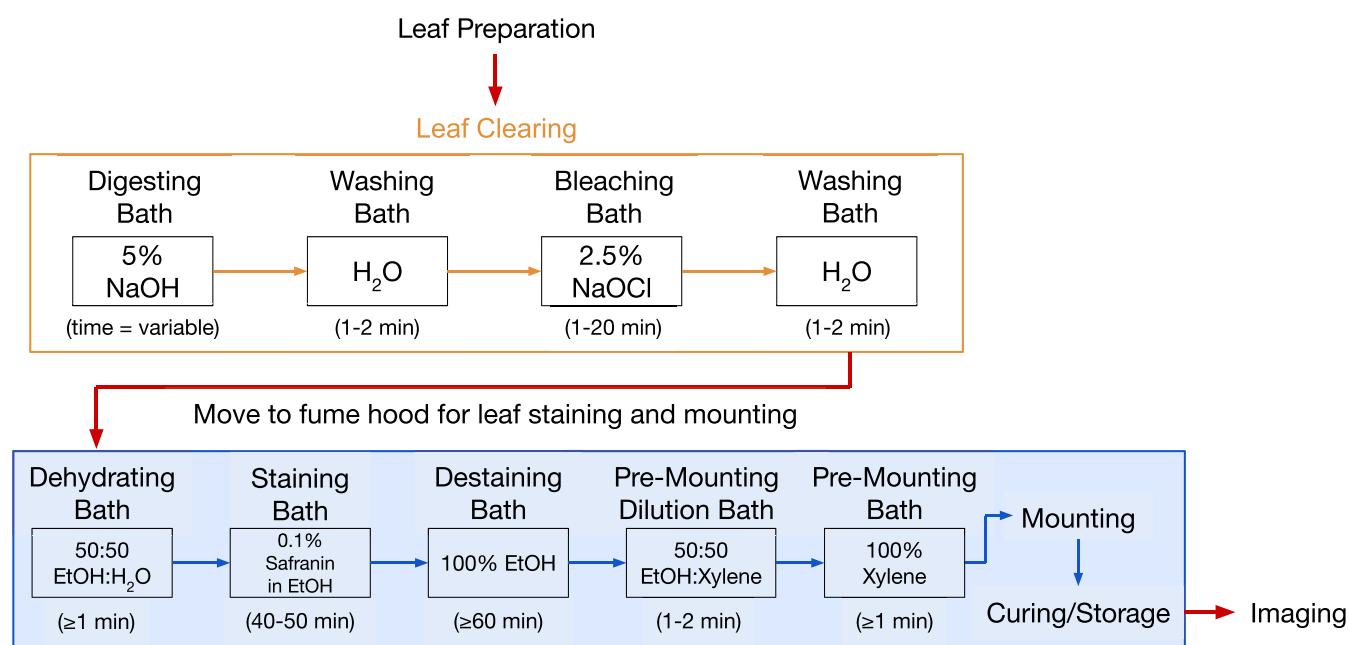 Leaf Preparation
Leaf Clearing
Digesting
Bath
5%
NaOH
(time = variable)
Washing
Bath
H₂O
(1-2 min)
Bleaching
Bath
2.5%
NaOCl
(1-20 min)
Washing
Bath
H₂O
(1-2 min)
Move to fume hood for leaf staining and mounting
Dehydrating
Bath
50:50
EtOH:H₂O
(≥1 min)
Staining
Bath
0.1%
Safranin
in EtOH
(40-50 min)
Destaining
Bath
100% EtOH
(≥60 min)
Pre-Mounting
Dilution Bath
50:50
EtOH:Xylene
(1-2 min)
Pre-Mounting
Bath
100%
Xylene
(≥1 min)
Mounting
Curing/Storage
Imaging